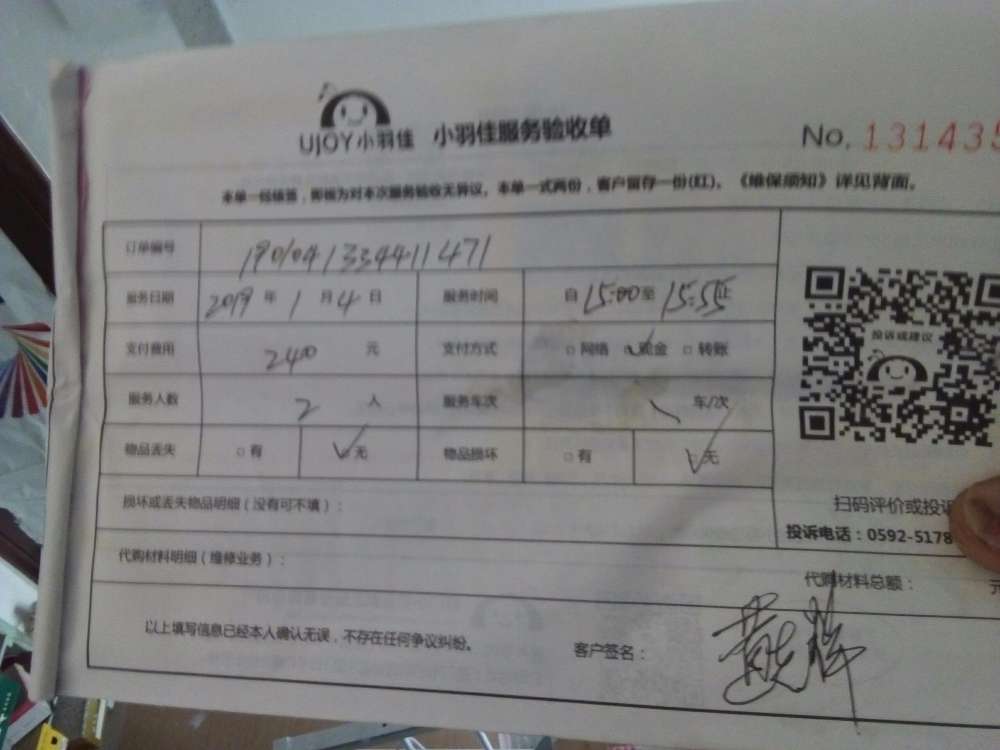 UJOY小羽佳 小羽佳服务验收单
No. 131435
本单一经签署，即视为对本次服务验收无异议。本单一式两份，客户留存一份(红)。《维保须知》详见背面。
订单编号 190104133441147​1
服务日期 2019 年 1 月 4 日 服务时间 自 15:00 至 15:55 止
支付费用 240 元 支付方式 □ 网络 □ 现金 □ 转账
服务人数 2 人 服务车次 车/次
物品丢失 □ 有 □ 无 物品损坏 □ 有 □ 无
投诉或建议
损坏或丢失物品明细（没有可不填）：
扫码评价或投诉
投诉电话：0592-5178
代购材料明细（维修业务）：
代购材料总额： 元
以上填写信息已经本人确认无误，不存在任何争议纠纷。
客户签名：